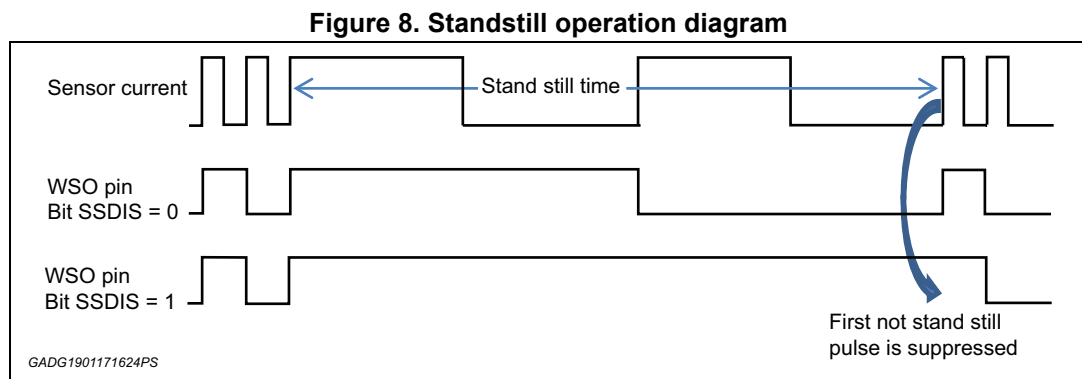 Figure 8. Standstill operation diagram
Sensor current
Stand still time
WSO pin
Bit SSDIS = 0
WSO pin
Bit SSDIS = 1
First not stand still
pulse is suppressed
GADG1901171624PS